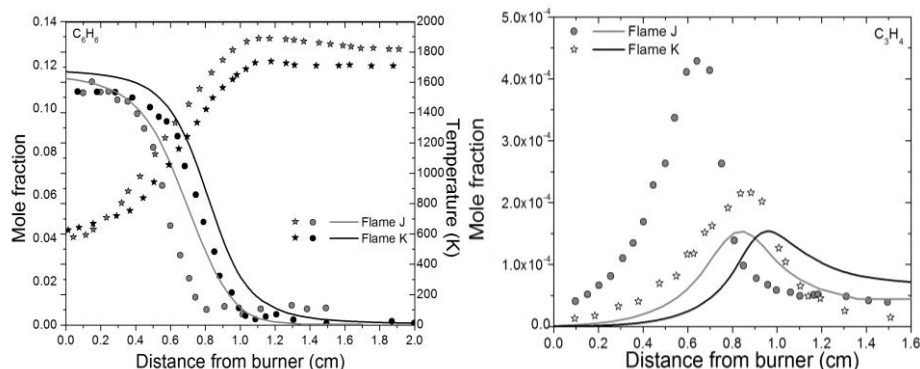 0.14
0.12
0.10
0.08
0.06
0.04
0.02
0.00
Mole fraction
C6H6
Flame J
Flame K
2000
1800
1600
1400
1200
1000
800
600
400
200
0
Temperature (K)
0.0 0.2 0.4 0.6 0.8 1.0 1.2 1.4 1.6 1.8 2.0
Distance from burner (cm)
5.0x10-4
4.0x10-4
3.0x10-4
2.0x10-4
1.0x10-4
0.0
Mole fraction
Flame J
Flame K
C3H4
0.0 0.2 0.4 0.6 0.8 1.0 1.2 1.4 1.6
Distance from burner (cm)